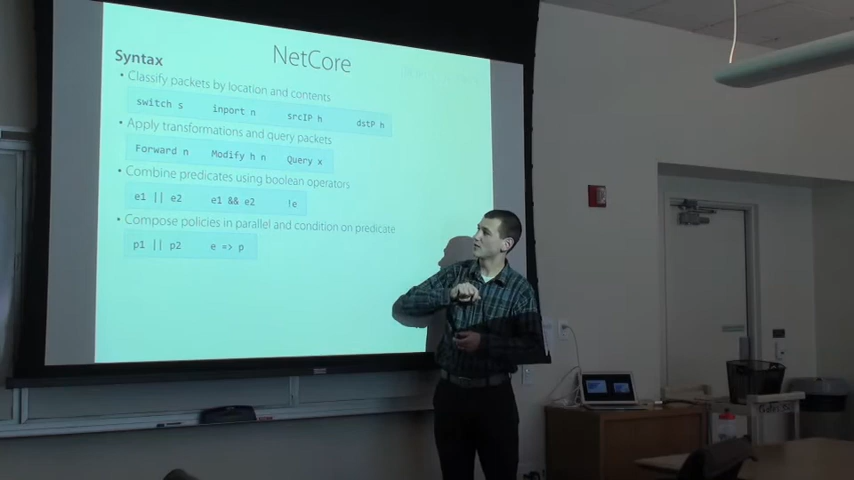 NetCore
Syntax
• Classify packets by location and contents
switch s inport n srcIP h dstP h
• Apply transformations and query packets
Forward n Modify h n Query x
• Combine predicates using boolean operators
e1 || e2 e1 && e2 !e
• Compose policies in parallel and condition on predicate
p1 || p2 e => p